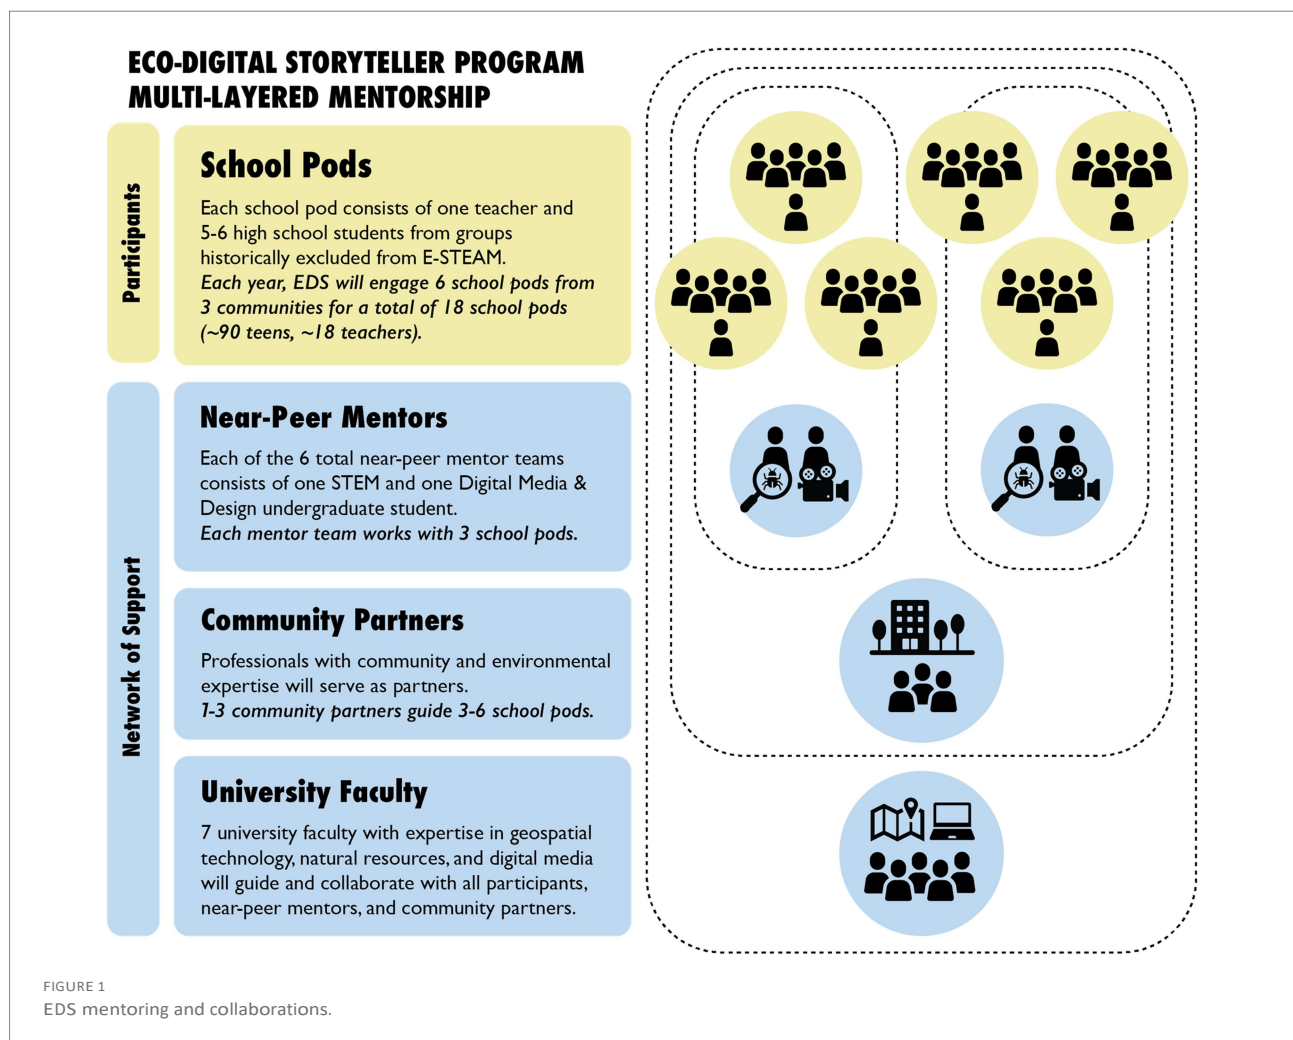 ECO-DIGITAL STORYTELLER PROGRAM
MULTI-LAYERED MENTORSHIP
Participants
School Pods
Each school pod consists of one teacher and
5-6 high school students from groups
historically excluded from E-STEAM.
Each year, EDS will engage 6 school pods from
3 communities for a total of 18 school pods
(~90 teens, ~18 teachers).
Network of Support
Near-Peer Mentors
Each of the 6 total near-peer mentor teams
consists of one STEM and one Digital Media &
Design undergraduate student.
Each mentor team works with 3 school pods.
Community Partners
Professionals with community and environmental
expertise will serve as partners.
1-3 community partners guide 3-6 school pods.
University Faculty
7 university faculty with expertise in geospatial
technology, natural resources, and digital media
will guide and collaborate with all participants,
near-peer mentors, and community partners.
FIGURE 1
EDS mentoring and collaborations.